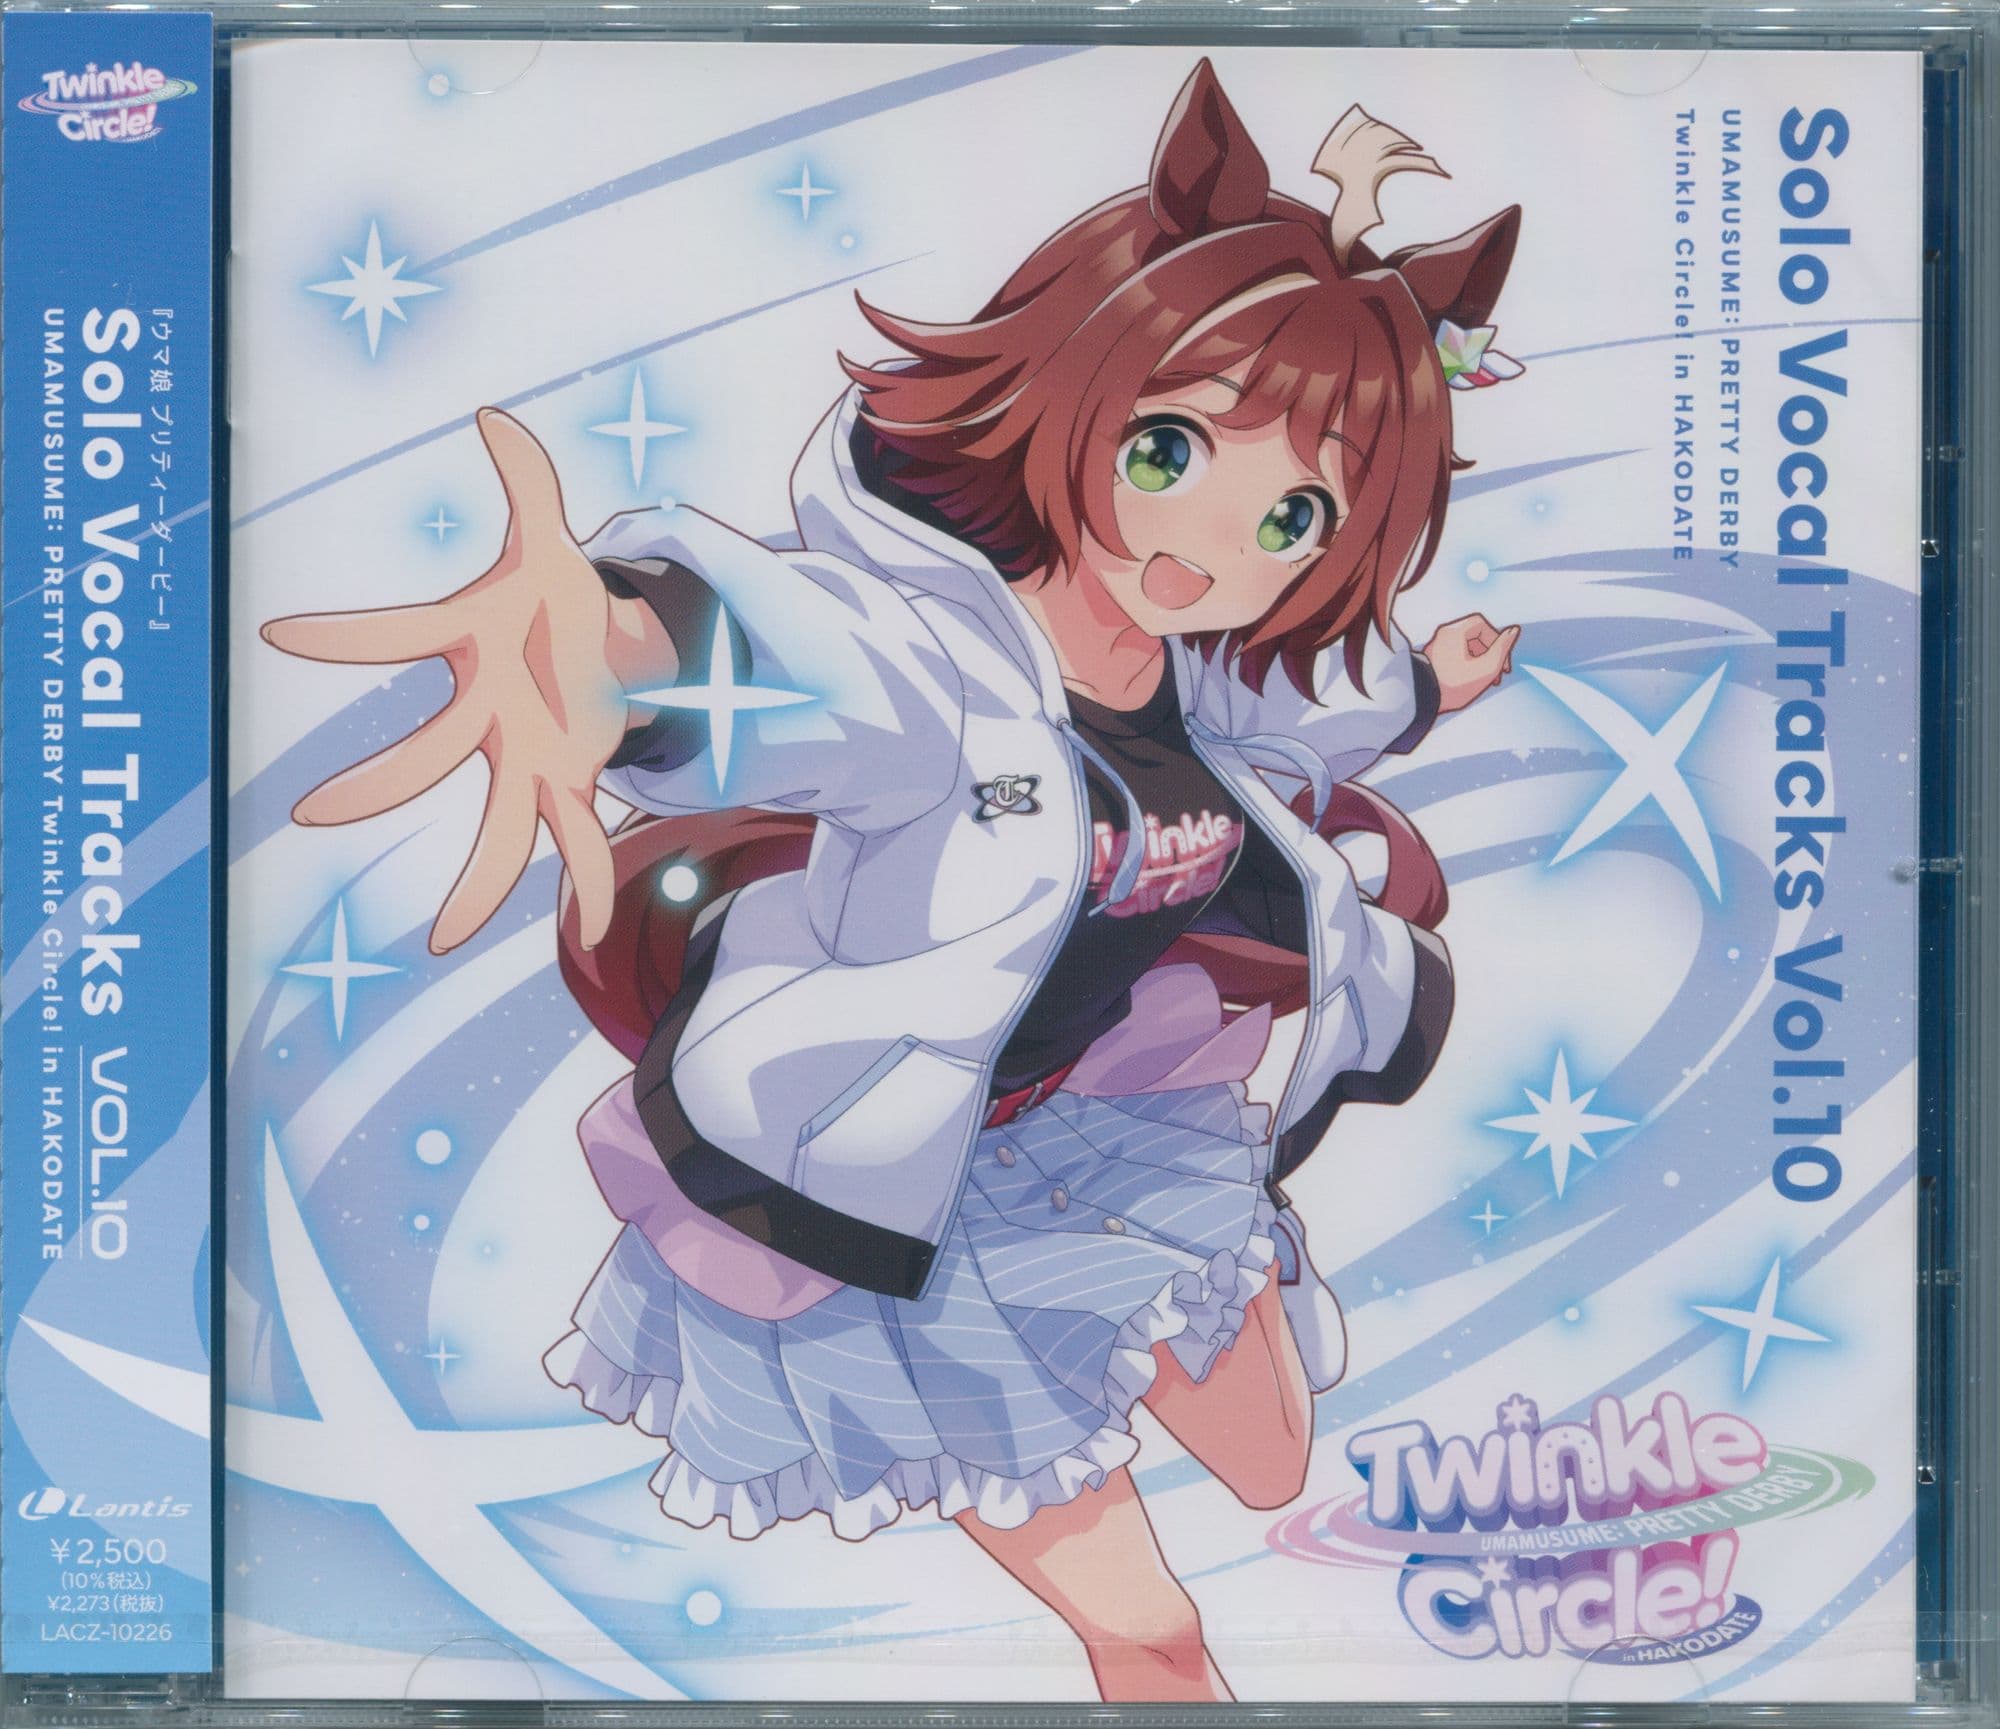 Twinkle
Circle!
『ウマ娘 プリティーダービー』
Solo Vocal Tracks VOL.10
UMAMUSUME: PRETTY DERBY Twinkle Circle! in HAKODATE
Lantis
¥2,500
(10%税込)
¥2,273(税抜)
LACZ-10226
Solo Vocal Tracks Vol.10
UMAMUSUME: PRETTY DERBY
Twinkle Circle! in HAKODATE
T
Twinkle
Circle!
Twinkle
UMAMUSUME: PRETTY DERBY
Circle!
in HAKODATE